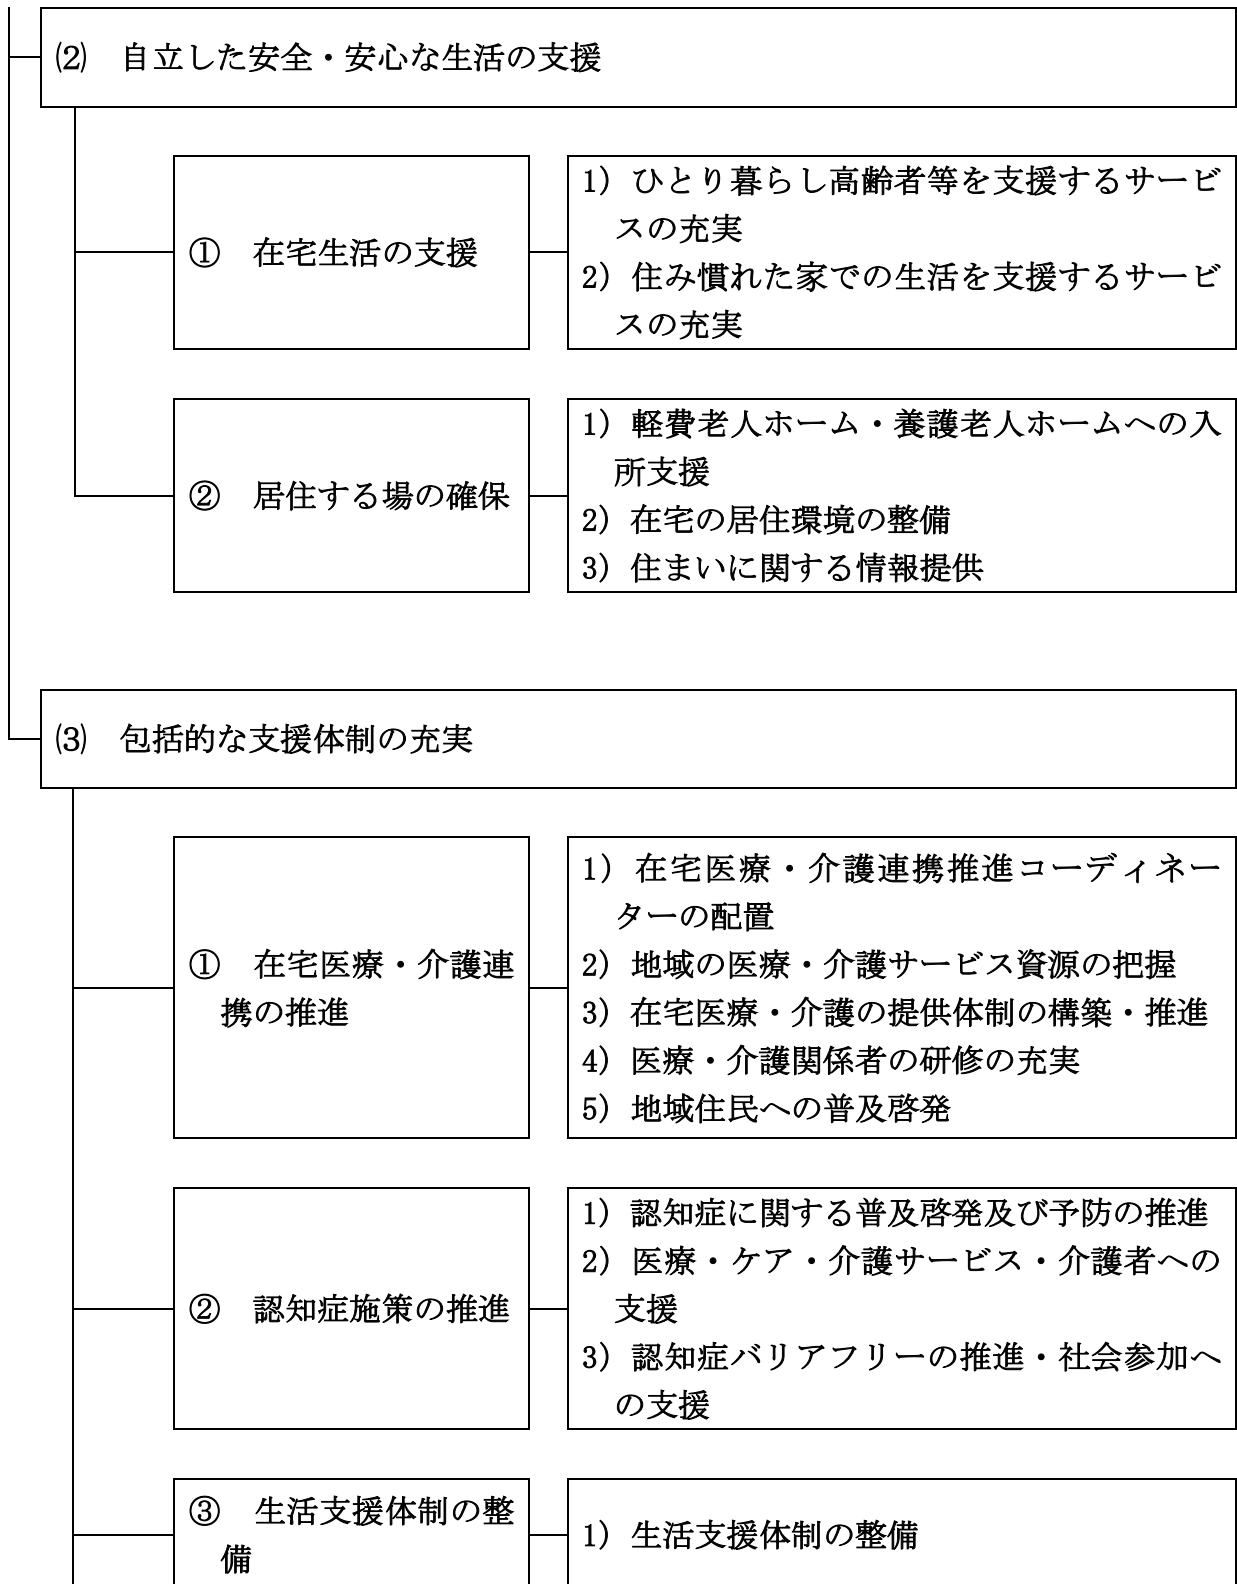 ⑵　自立した安全・安心な生活の支援
①　在宅生活の支援
1) ひとり暮らし高齢者等を支援するサービ
スの充実
2) 住み慣れた家での生活を支援するサービ
スの充実
②　居住する場の確保
1) 軽費老人ホーム・養護老人ホームへの入
所支援
2) 在宅の居住環境の整備
3) 住まいに関する情報提供
⑶　包括的な支援体制の充実
①　在宅医療・介護連
携の推進
1) 在宅医療・介護連携推進コーディネー
ターの配置
2) 地域の医療・介護サービス資源の把握
3) 在宅医療・介護の提供体制の構築・推進
4) 医療・介護関係者の研修の充実
5) 地域住民への普及啓発
②　認知症施策の推進
1) 認知症に関する普及啓発及び予防の推進
2) 医療・ケア・介護サービス・介護者への
支援
3) 認知症バリアフリーの推進・社会参加へ
の支援
③　生活支援体制の整
備
1) 生活支援体制の整備